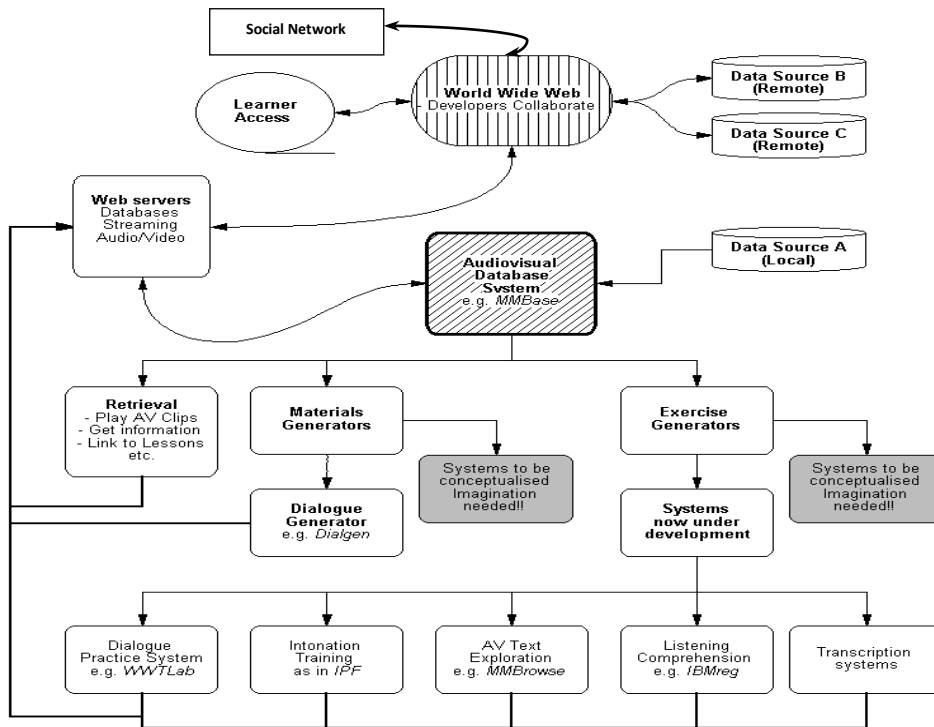 Social Network
World Wide Web
- Developers Collaborate
Learner
Access
Data Source B
(Remote)
Data Source C
(Remote)
Web servers
Databases
Streaming
Audio/Video
Audiovisual
Database
System
e.g. MMBase
Data Source A
(Local)
Retrieval
- Play AV Clips
- Get information
- Link to Lessons
etc.
Materials
Generators
Exercise
Generators
Systems to be
conceptualised
Imagination
needed!!
Systems to be
conceptualised
Imagination
needed!!
Dialogue
Generator
e.g. Dialgen
Systems
now under
development
Dialogue
Practice System
e.g. WWTLab
Intonation
Training
as in IPF
AV Text
Exploration
e.g. MMBrowse
Listening
Comprehension
e.g. IBMreg
Transcription
systems